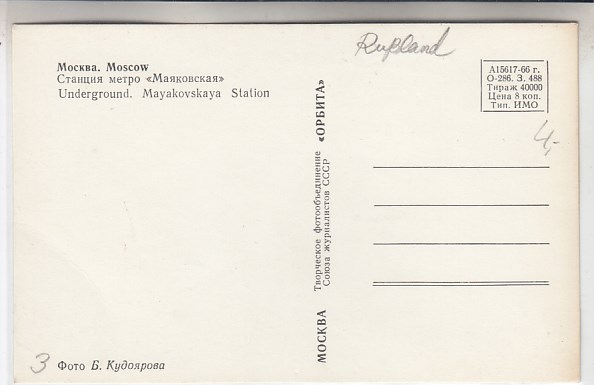 Rußland
Москва. Moscow
Станция метро «Маяковская»
Underground. Mayakovskaya Station
А15617-66 г.
О-286. З. 488
Тираж 40000
Цена 8 коп.
Тип. ИМО
4,-
МОСКВА Творческое фотообъединение «ОРБИТА»
Союза журналистов СССР
3
Фото Б. Кудоярова